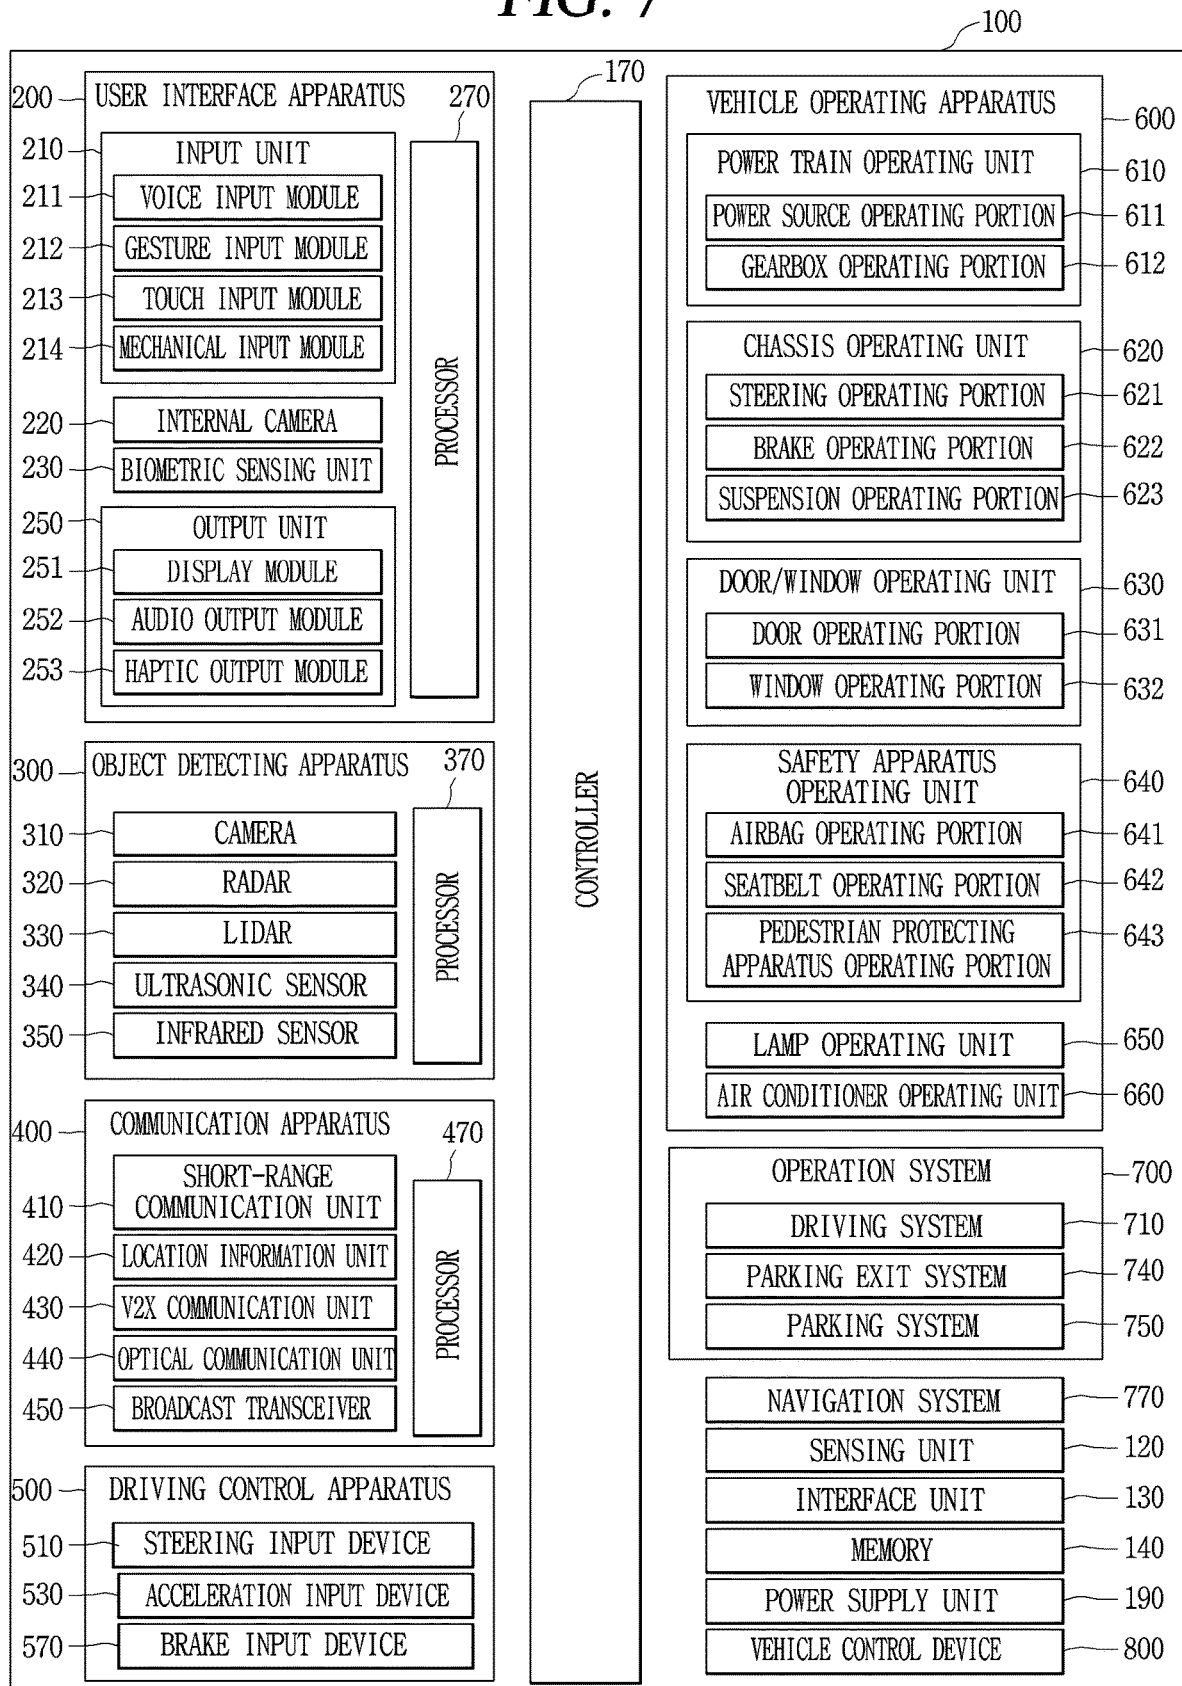 FIG. 7
100
200
USER INTERFACE APPARATUS
270
210
INPUT UNIT
211
VOICE INPUT MODULE
212
GESTURE INPUT MODULE
213
TOUCH INPUT MODULE
214
MECHANICAL INPUT MODULE
220
INTERNAL CAMERA
230
BIOMETRIC SENSING UNIT
250
OUTPUT UNIT
251
DISPLAY MODULE
252
AUDIO OUTPUT MODULE
253
HAPTIC OUTPUT MODULE
PROCESSOR
300
OBJECT DETECTING APPARATUS
370
310
CAMERA
320
RADAR
330
LIDAR
340
ULTRASONIC SENSOR
350
INFRARED SENSOR
PROCESSOR
400
COMMUNICATION APPARATUS
470
410
SHORT-RANGE
COMMUNICATION UNIT
420
LOCATION INFORMATION UNIT
430
V2X COMMUNICATION UNIT
440
OPTICAL COMMUNICATION UNIT
450
BROADCAST TRANSCEIVER
PROCESSOR
500
DRIVING CONTROL APPARATUS
510
STEERING INPUT DEVICE
530
ACCELERATION INPUT DEVICE
570
BRAKE INPUT DEVICE
170
CONTROLLER
VEHICLE OPERATING APPARATUS
600
POWER TRAIN OPERATING UNIT
610
POWER SOURCE OPERATING PORTION
611
GEARBOX OPERATING PORTION
612
CHASSIS OPERATING UNIT
620
STEERING OPERATING PORTION
621
BRAKE OPERATING PORTION
622
SUSPENSION OPERATING PORTION
623
DOOR/WINDOW OPERATING UNIT
630
DOOR OPERATING PORTION
631
WINDOW OPERATING PORTION
632
SAFETY APPARATUS
OPERATING UNIT
640
AIRBAG OPERATING PORTION
641
SEATBELT OPERATING PORTION
642
PEDESTRIAN PROTECTING
APPARATUS OPERATING PORTION
643
LAMP OPERATING UNIT
650
AIR CONDITIONER OPERATING UNIT
660
OPERATION SYSTEM
700
DRIVING SYSTEM
710
PARKING EXIT SYSTEM
740
PARKING SYSTEM
750
NAVIGATION SYSTEM
770
SENSING UNIT
120
INTERFACE UNIT
130
MEMORY
140
POWER SUPPLY UNIT
190
VEHICLE CONTROL DEVICE
800